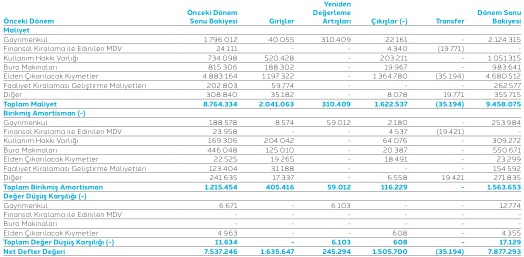 Önceki Dönem Önceki Dönem Sonu Bakiyesi Girişler Yeniden Değerleme Artışları Çıkışlar (-) Transfer Dönem Sonu Bakiyesi
Maliyet
Gayrimenkul 1.796.012 40.055 310.409 22.161 - 2.124.315
Finansal Kiralama ile Edinilen MDV 24.111 - - 4.340 (19.771) -
Kullanım Hakkı Varlığı 734.098 520.428 - 203.211 - 1.051.315
Büro Makinaları 815.306 188.302 - 19.967 - 983.641
Elden Çıkarılacak Kıymetler 4.883.164 1.197.322 - 1.364.780 (35.194) 4.680.512
Faaliyet Kiralaması Geliştirme Maliyetleri 202.803 59.774 - - - 262.577
Diğer 308.840 35.182 - 8.078 19.771 355.715
Toplam Maliyet 8.764.334 2.041.063 310.409 1.622.537 (35.194) 9.458.075
Birikmiş Amortisman (-)
Gayrimenkul 188.578 8.574 59.012 2.180 - 253.984
Finansal Kiralama ile Edinilen MDV 23.958 - - 4.537 (19.421) -
Kullanım Hakkı Varlığı 169.306 204.042 - 64.076 - 309.272
Büro Makinaları 446.048 125.010 - 20.387 - 550.671
Elden Çıkarılacak Kıymetler 22.525 19.265 - 18.491 - 23.299
Faaliyet Kiralaması Geliştirme Maliyetleri 123.404 31.188 - - - 154.592
Diğer 241.635 17.337 - 6.558 19.421 271.835
Toplam Birikmiş Amortisman 1.215.454 405.416 59.012 116.229 - 1.563.653
Değer Düşüş Karşılığı (-)
Gayrimenkul 6.671 - 6.103 - - 12.774
Finansal Kiralama ile Edinilen MDV - - - - - -
Büro Makinaları - - - - - -
Elden Çıkarılacak Kıymetler 4.963 - - 608 - 4.355
Toplam Değer Düşüş Karşılığı (-) 11.634 - 6.103 608 - 17.129
Net Defter Değeri 7.537.246 1.635.647 245.294 1.505.700 (35.194) 7.877.293